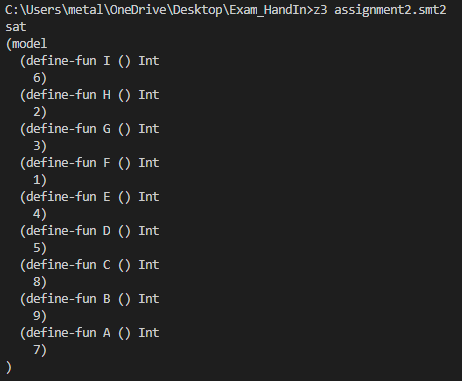 C:\Users\metal\OneDrive\Desktop\Exam_HandIn>z3 assignment2.smt2
sat
(model
  (define-fun I () Int
    6)
  (define-fun H () Int
    2)
  (define-fun G () Int
    3)
  (define-fun F () Int
    1)
  (define-fun E () Int
    4)
  (define-fun D () Int
    5)
  (define-fun C () Int
    8)
  (define-fun B () Int
    9)
  (define-fun A () Int
    7)
)